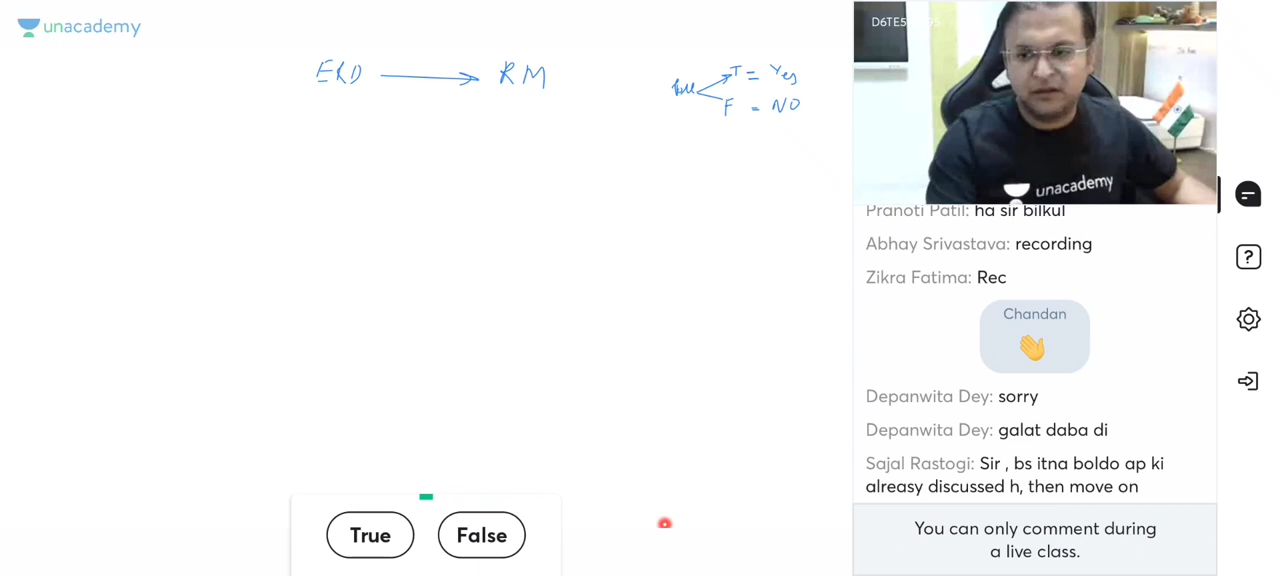 unacademy
ERD → RM
T = Yes
F = NO
D6TE5
unacademy
Pranoti Patil: ha sir bilkul
Abhay Srivastava: recording
Zikra Fatima: Rec
Chandan
👏
Depanwita Dey: sorry
Depanwita Dey: galat daba di
Sajal Rastogi: Sir , bs itna boldo ap ki
alreasy discussed h, then move on
You can only comment during
a live class.
True
False